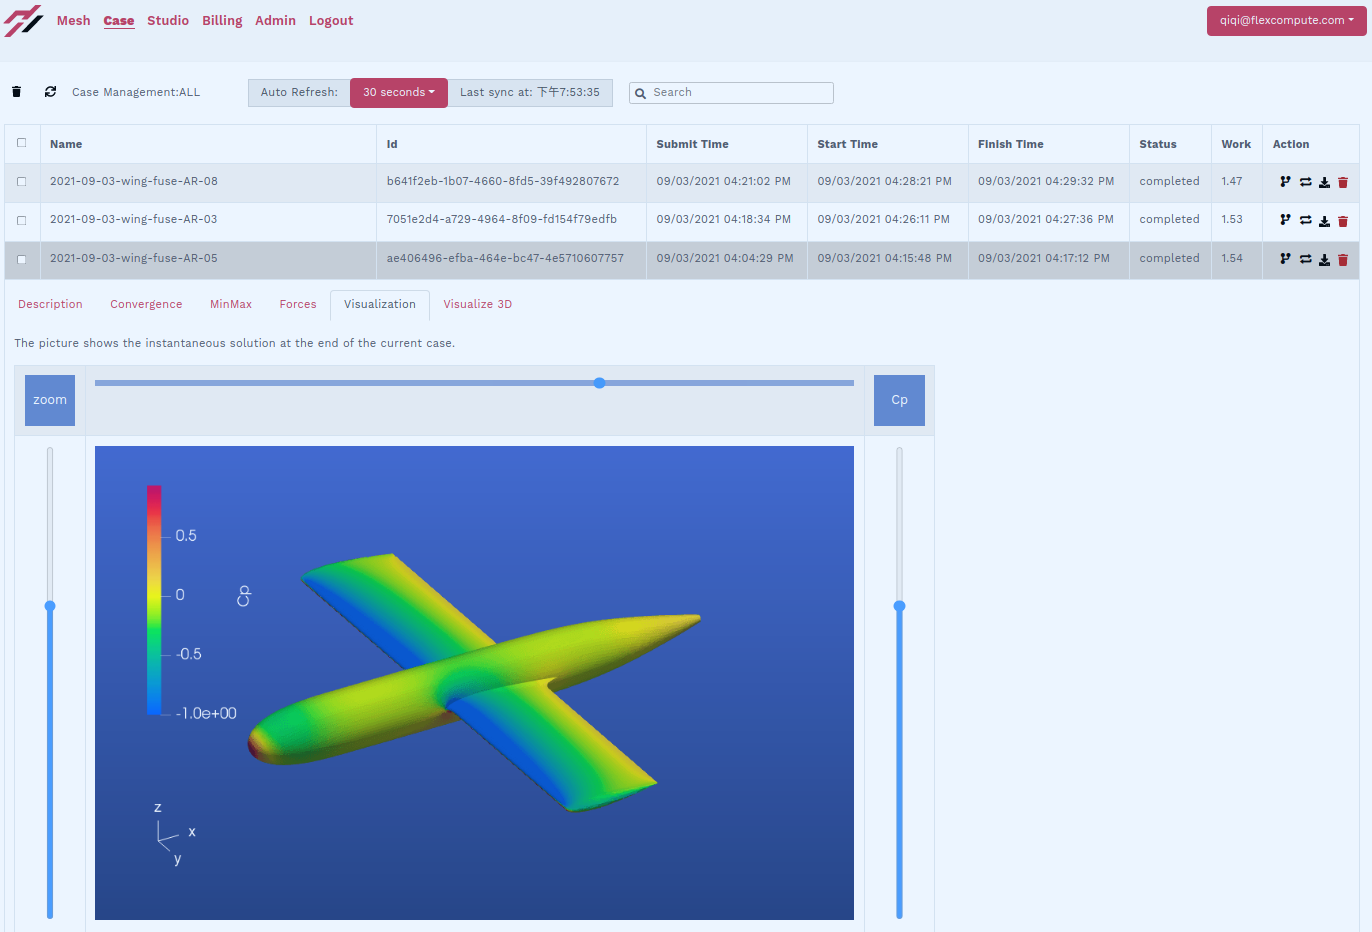 Mesh Case Studio Billing Admin Logout qiqi@flexcompute.com
Case Management:ALL Auto Refresh: 30 seconds Last sync at: 下午7:53:35 Search
Name Id Submit Time Start Time Finish Time Status Work Action
2021-09-03-wing-fuse-AR-08 b641f2eb-1b07-4660-8fd5-39f492807672 09/03/2021 04:21:02 PM 09/03/2021 04:28:21 PM 09/03/2021 04:29:32 PM completed 1.47
2021-09-03-wing-fuse-AR-03 7051e2d4-a729-4964-8f09-fd154f79edfb 09/03/2021 04:18:34 PM 09/03/2021 04:26:11 PM 09/03/2021 04:27:36 PM completed 1.53
2021-09-03-wing-fuse-AR-05 ae406496-efba-464e-bc47-4e5710607757 09/03/2021 04:04:29 PM 09/03/2021 04:15:48 PM 09/03/2021 04:17:12 PM completed 1.54
Description Convergence MinMax Forces Visualization Visualize 3D
The picture shows the instantaneous solution at the end of the current case.
zoom Cp
0.5
0
Cp
-0.5
-1.0e+00
z
x
y